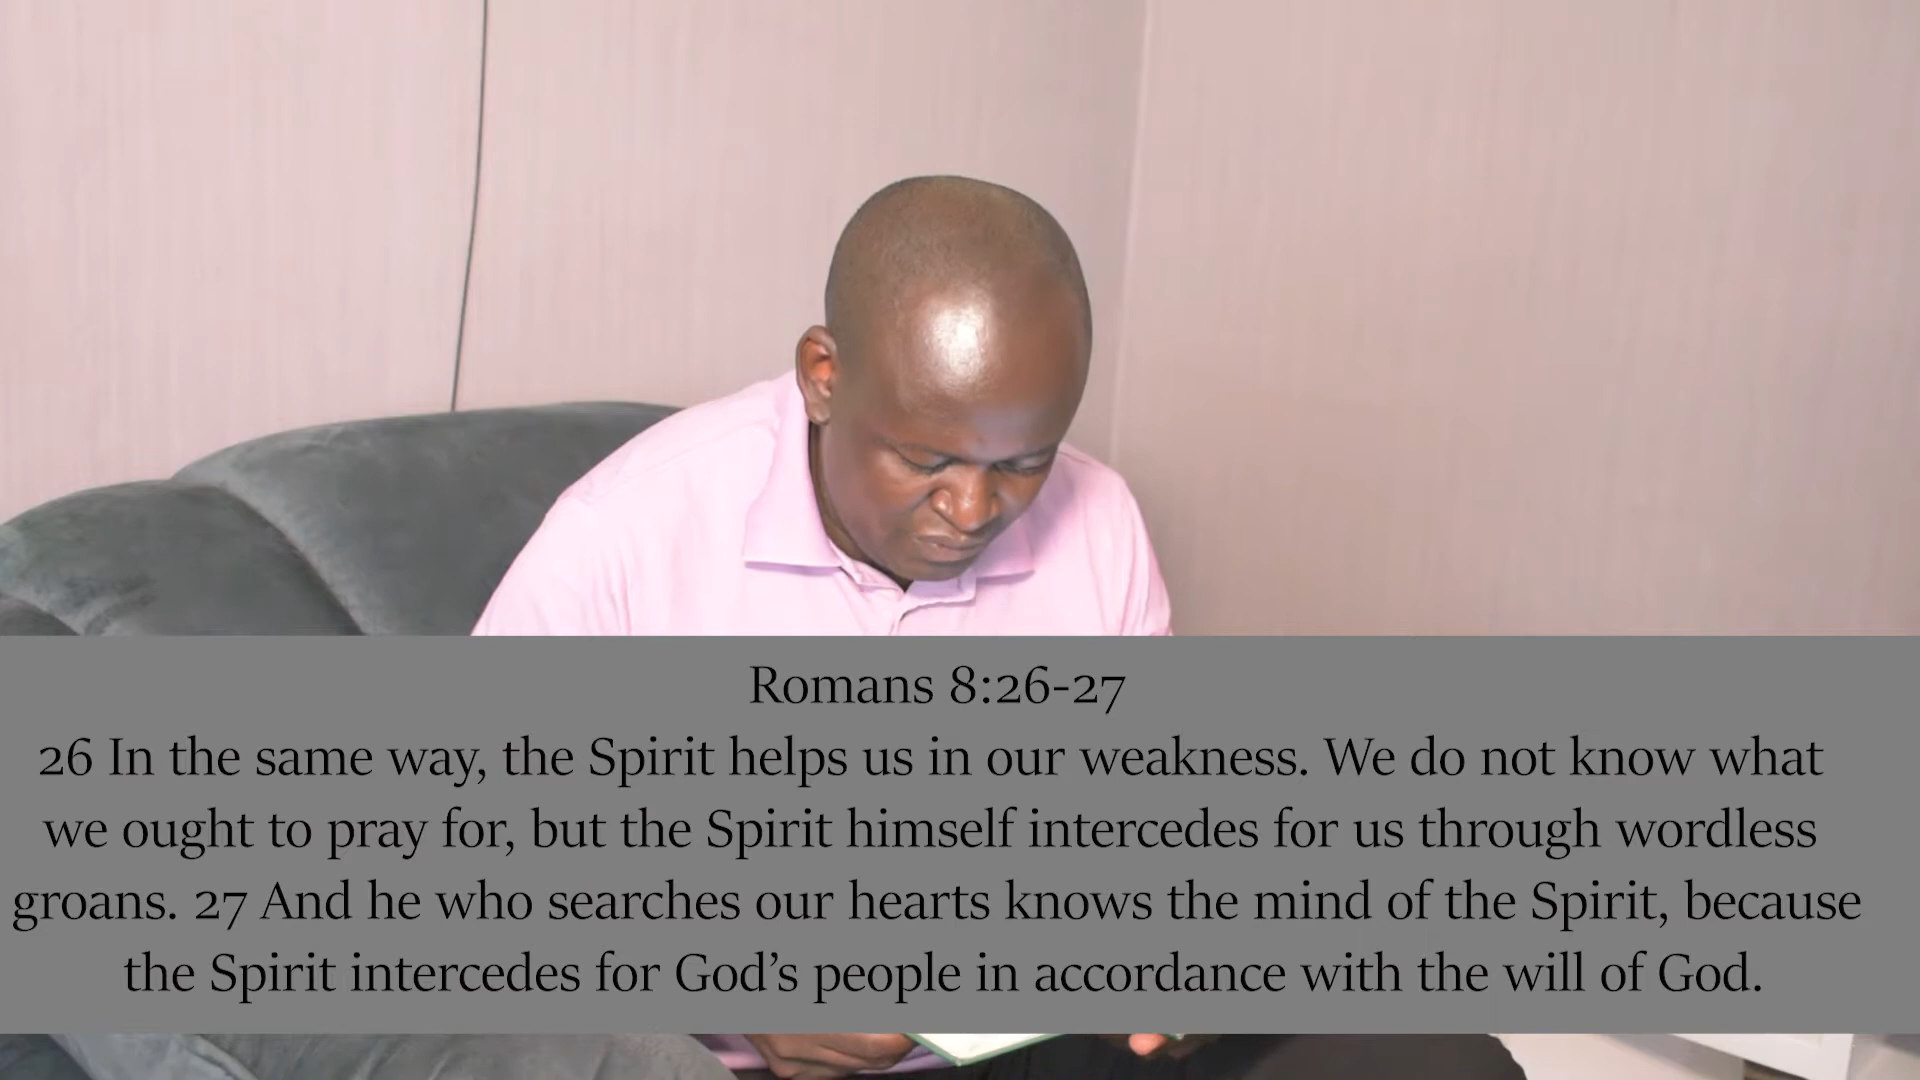 Romans 8:26-27
26 In the same way, the Spirit helps us in our weakness. We do not know what
we ought to pray for, but the Spirit himself intercedes for us through wordless
groans. 27 And he who searches our hearts knows the mind of the Spirit, because
the Spirit intercedes for God’s people in accordance with the will of God.